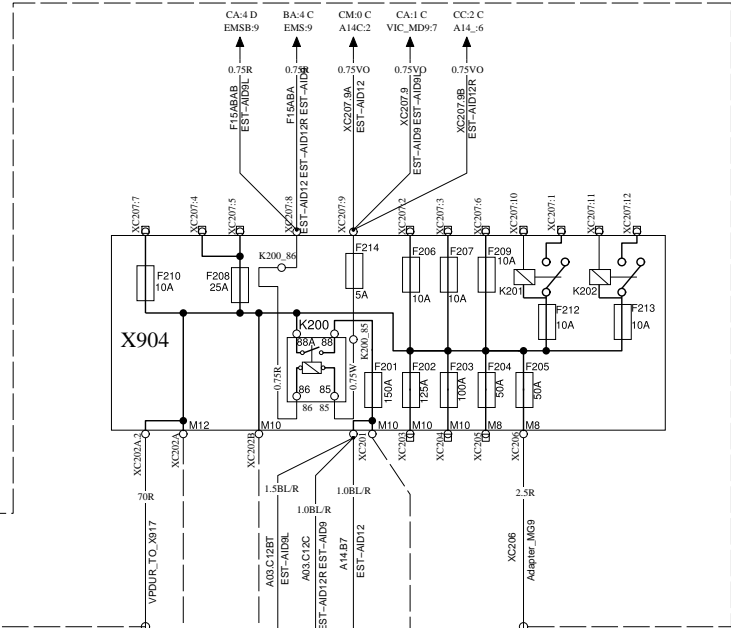 CA:4 D
EMSB:9
BA:4 C
EMS:9
CM:0 C
A14C:2
CA:1 C
VIC_MD9:7
CC:2 C
A14_:6
0.75R
0.75R
0.75VO
0.75VO
0.75VO
F15ABAB
EST-AID9L
F15ABA
EST-AID12 EST-AID12R EST-AID9
XC207.9A
EST-AID12
XC207.9
EST-AID9 EST-AID9L
XC207.9B
EST-AID12R
XC207:7
XC207:4
XC207:5
XC207:8
XC207:9
XC207:2
XC207:3
XC207:6
XC207:10
XC207:1
XC207:11
XC207:12
F210
10A
F208
25A
K200_86
F214
5A
F206
10A
F207
10A
F209
10A
K201
K202
F212
10A
F213
10A
X904
K200
88A
88
86
85
86
85
0.75R
0.75W
K200_85
F201
150A
F202
125A
F203
100A
F204
50A
F205
50A
M12
M10
M10
M10
M10
M8
M8
XC202A.2
XC202A
XC202B
XC201
XC203
XC204
XC205
XC206
70R
1.5BL/R
1.0BL/R
1.0BL/R
2.5R
VPDUR_TO_X917
A03.C12BT
EST-AID9L
A03.C12C
EST-AID12R EST-AID9
A14.B7
EST-AID12
XC206
Adapter_MG9